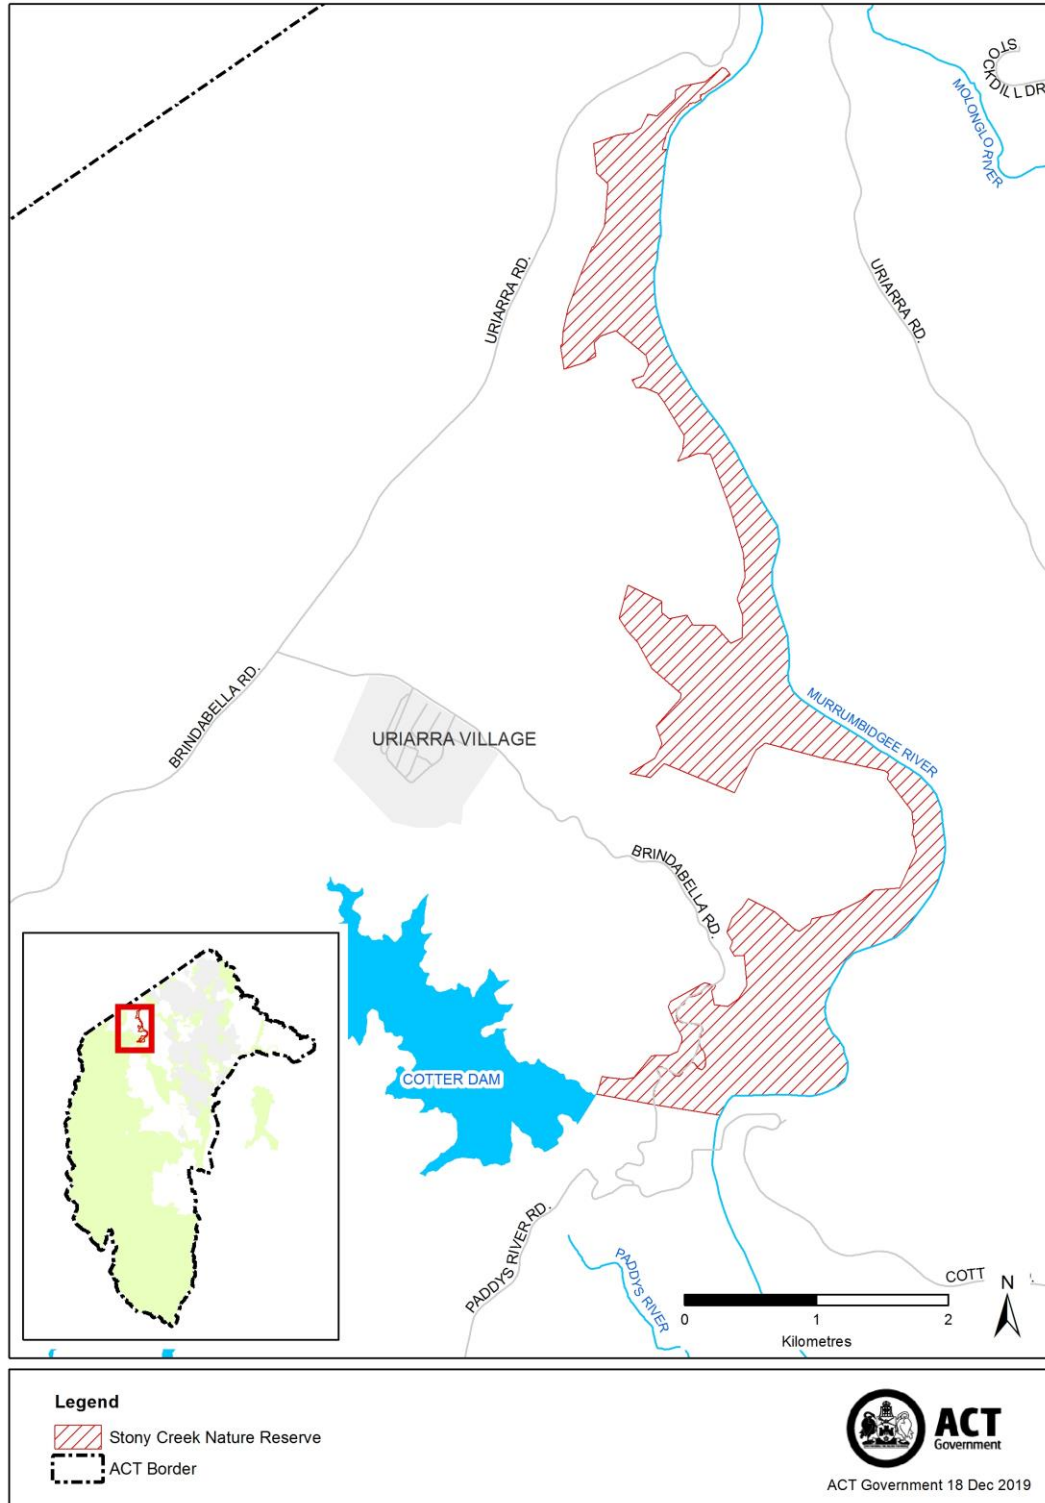 STOCKDILL DR
MOLONGLO RIVER
URIARRA RD.
URIARRA RD.
BRINDABELLA RD.
URIARRA VILLAGE
MURRUMBIDGEE RIVER
BRINDABELLA RD.
COTTER DAM
PADDYS RIVER RD.
PADDYS RIVER
COTT
N
0 1 2
Kilometres
Legend
Stony Creek Nature Reserve
ACT Border
ACT
Government
ACT Government 18 Dec 2019